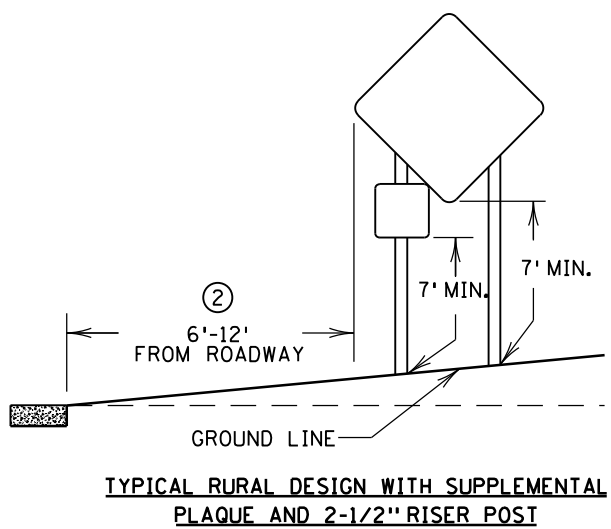 7' MIN.
7' MIN.
2
6'-12'
FROM ROADWAY
GROUND LINE
TYPICAL RURAL DESIGN WITH SUPPLEMENTAL
PLAQUE AND 2-1/2" RISER POST